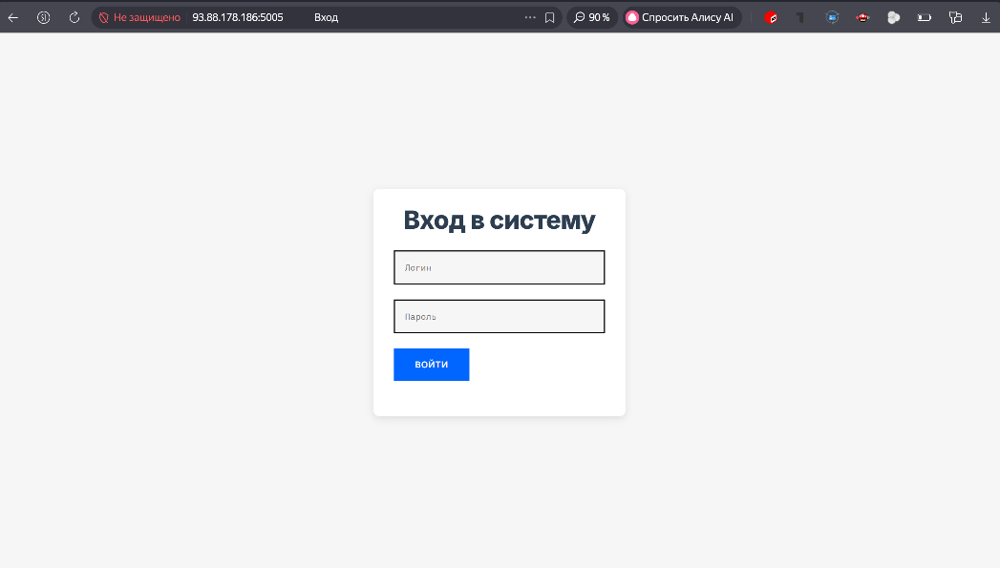 Не защищено 93.88.178.186:5005 Вход 90 % Спросить Алису AI
Вход в систему
Логин
Пароль
ВОЙТИ